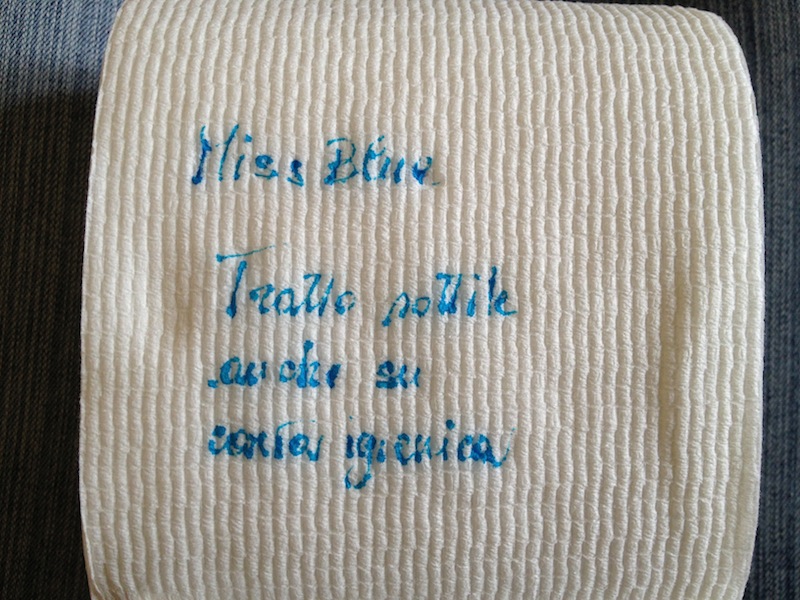 Miss Blue
Tratto sottile
anche su
carta igienica